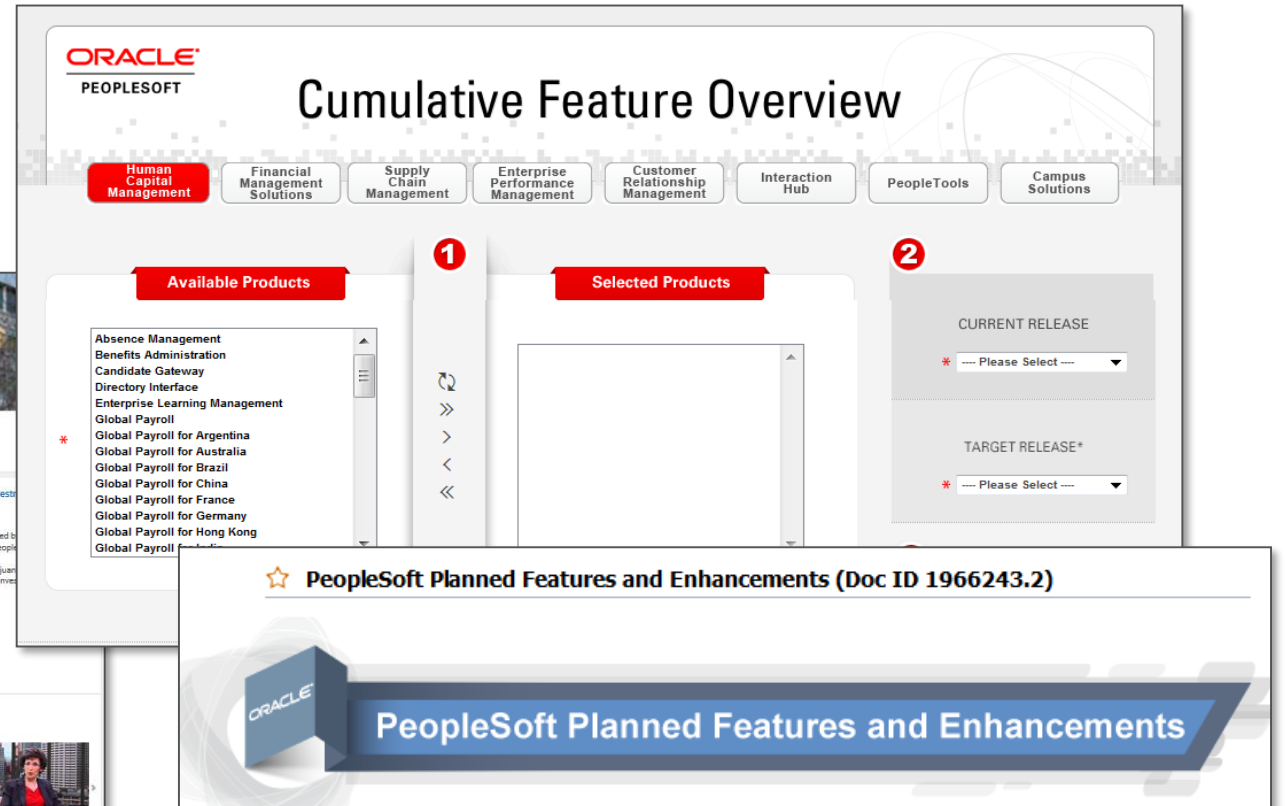 ORACLE
PEOPLESOFT
Cumulative Feature Overview
Human
Capital
Management
Financial
Management
Solutions
Supply
Chain
Management
Enterprise
Performance
Management
Customer
Relationship
Management
Interaction
Hub
PeopleTools
Campus
Solutions
1
2
Available Products
Selected Products
CURRENT RELEASE
* ---- Please Select ----
TARGET RELEASE*
* ---- Please Select ----
*
Absence Management
Benefits Administration
Candidate Gateway
Directory Interface
Enterprise Learning Management
Global Payroll
Global Payroll for Argentina
Global Payroll for Australia
Global Payroll for Brazil
Global Payroll for China
Global Payroll for France
Global Payroll for Germany
Global Payroll for Hong Kong
Global Payroll
PeopleSoft Planned Features and Enhancements (Doc ID 1966243.2)
ORACLE
PeopleSoft Planned Features and Enhancements